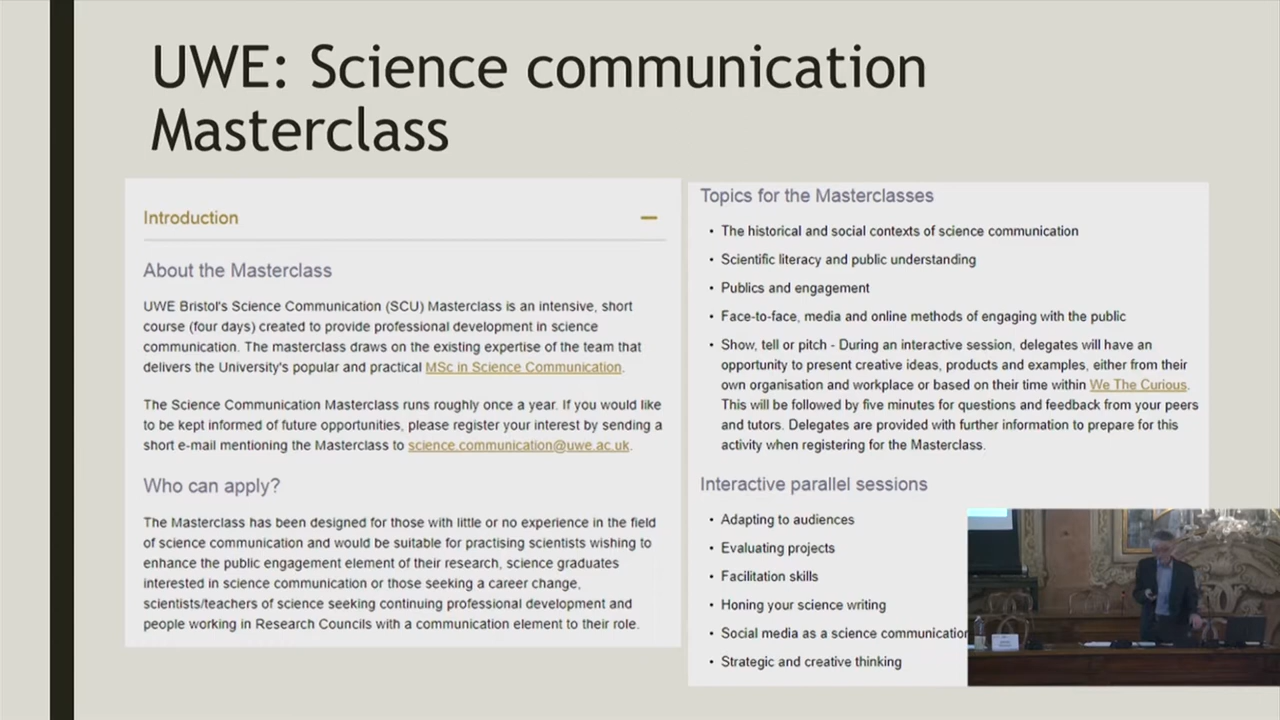 UWE: Science communication
Masterclass
Introduction
About the Masterclass
UWE Bristol's Science Communication (SCU) Masterclass is an intensive, short
course (four days) created to provide professional development in science
communication. The masterclass draws on the existing expertise of the team that
delivers the University's popular and practical MSc in Science Communication.
The Science Communication Masterclass runs roughly once a year. If you would like
to be kept informed of future opportunities, please register your interest by sending a
short e-mail mentioning the Masterclass to science.communication@uwe.ac.uk.
Who can apply?
The Masterclass has been designed for those with little or no experience in the field
of science communication and would be suitable for practising scientists wishing to
enhance the public engagement element of their research, science graduates
interested in science communication or those seeking a career change,
scientists/teachers of science seeking continuing professional development and
people working in Research Councils with a communication element to their role.
Topics for the Masterclasses
• The historical and social contexts of science communication
• Scientific literacy and public understanding
• Publics and engagement
• Face-to-face, media and online methods of engaging with the public
• Show, tell or pitch - During an interactive session, delegates will have an
opportunity to present creative ideas, products and examples, either from their
own organisation and workplace or based on their time within We The Curious.
This will be followed by five minutes for questions and feedback from your peers
and tutors. Delegates are provided with further information to prepare for this
activity when registering for the Masterclass.
Interactive parallel sessions
• Adapting to audiences
• Evaluating projects
• Facilitation skills
• Honing your science writing
• Social media as a science communication
• Strategic and creative thinking